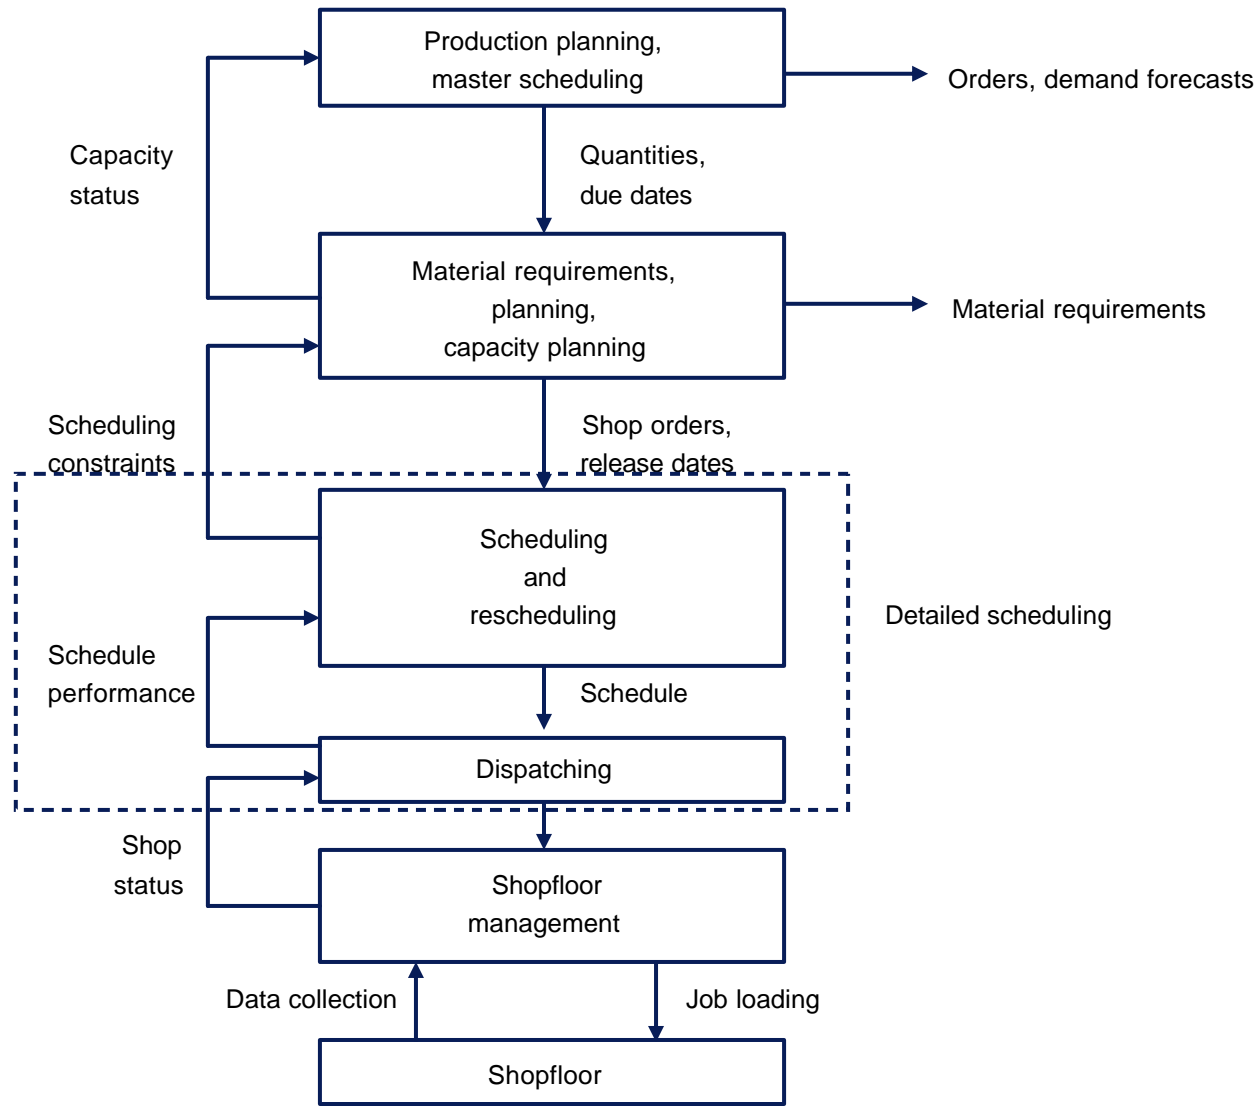 Production planning,
master scheduling
Orders, demand forecasts
Capacity
status
Quantities,
due dates
Material requirements,
planning,
capacity planning
Material requirements
Scheduling
constraints
Shop orders,
release dates
Scheduling
and
rescheduling
Detailed scheduling
Schedule
performance
Schedule
Dispatching
Shop
status
Shopfloor
management
Data collection
Job loading
Shopfloor